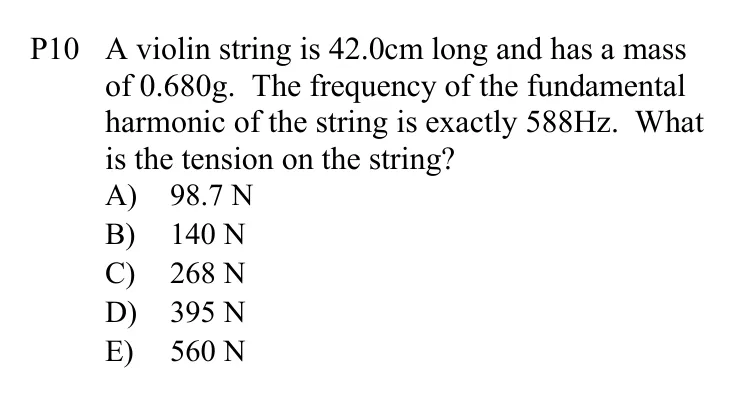 P10 A violin string is 42.0cm long and has a mass
of 0.680g. The frequency of the fundamental
harmonic of the string is exactly 588Hz. What
is the tension on the string?
A) 98.7 N
B) 140 N
C) 268 N
D) 395 N
E) 560 N